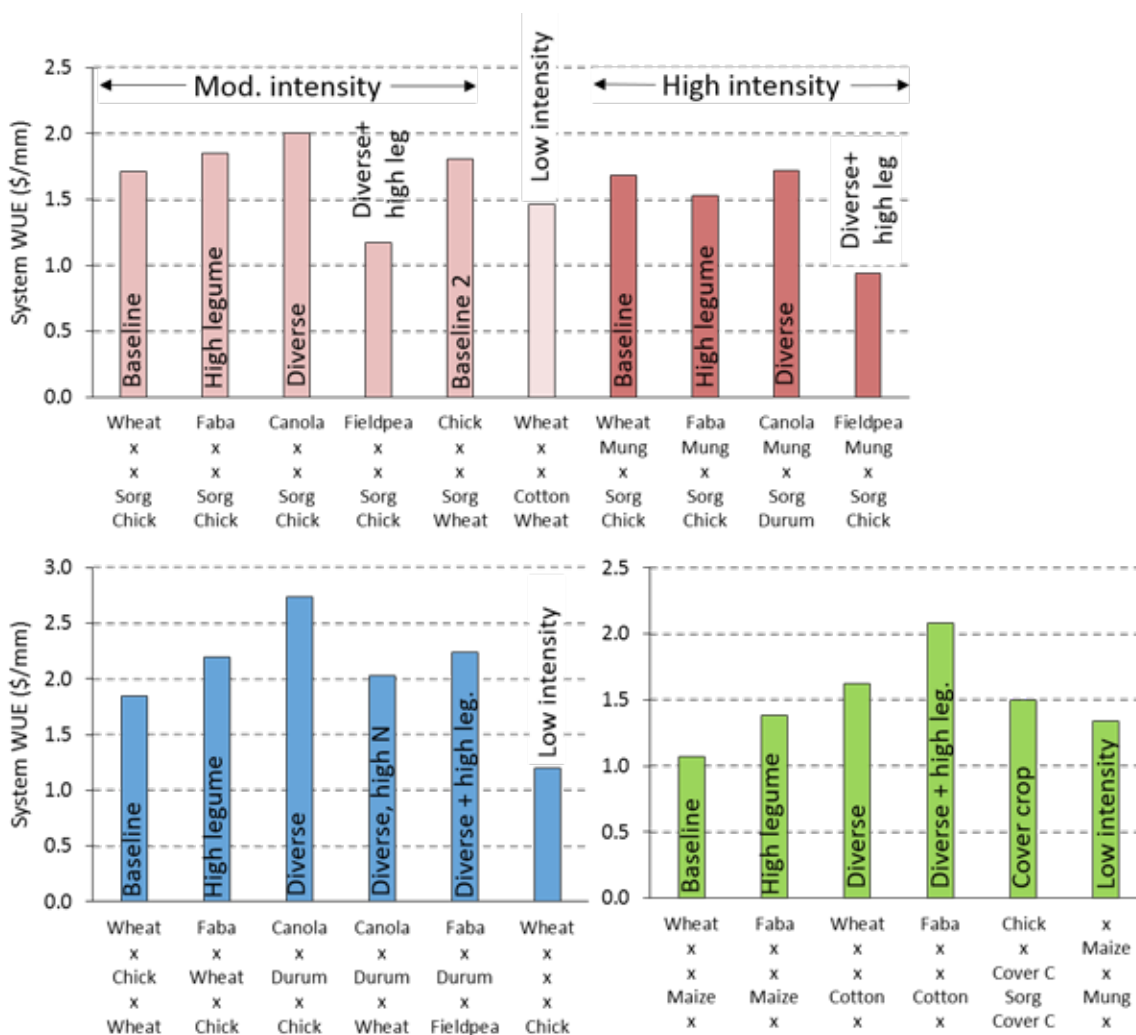 Mod. intensity
High intensity
System WUE ($/mm)
2.5
2.0
1.5
1.0
0.5
0.0
Baseline
High legume
Diverse
Diverse+
high leg
Baseline 2
Low intensity
Baseline
High legume
Diverse
Diverse+
high leg
Wheat Faba Canola Fieldpea Chick Wheat Wheat Faba Canola Fieldpea
x x x x x x Mung Mung Mung Mung
x x x x x x x x x x
Sorg Sorg Sorg Sorg Sorg Cotton Sorg Sorg Sorg Sorg
Chick Chick Chick Chick Wheat Wheat Chick Chick Durum Chick
System WUE ($/mm)
3.0
2.5
2.0
1.5
1.0
0.5
0.0
Baseline
High legume
Diverse
Diverse, high N
Diverse + high leg.
Low intensity
Wheat Faba Canola Canola Faba Wheat
x x x x x x
Chick Wheat Durum Durum Durum x
x x x x x x
Wheat Chick Chick Wheat Fieldpea Chick
2.5
2.0
1.5
1.0
0.5
0.0
Baseline
High legume
Diverse
Diverse + high leg.
Cover crop
Low intensity
Wheat Faba Wheat Faba Chick x
x x x x x Maize
x x x x Cover C x
Maize Maize Cotton Cotton Sorg Mung
x x x x Cover C x